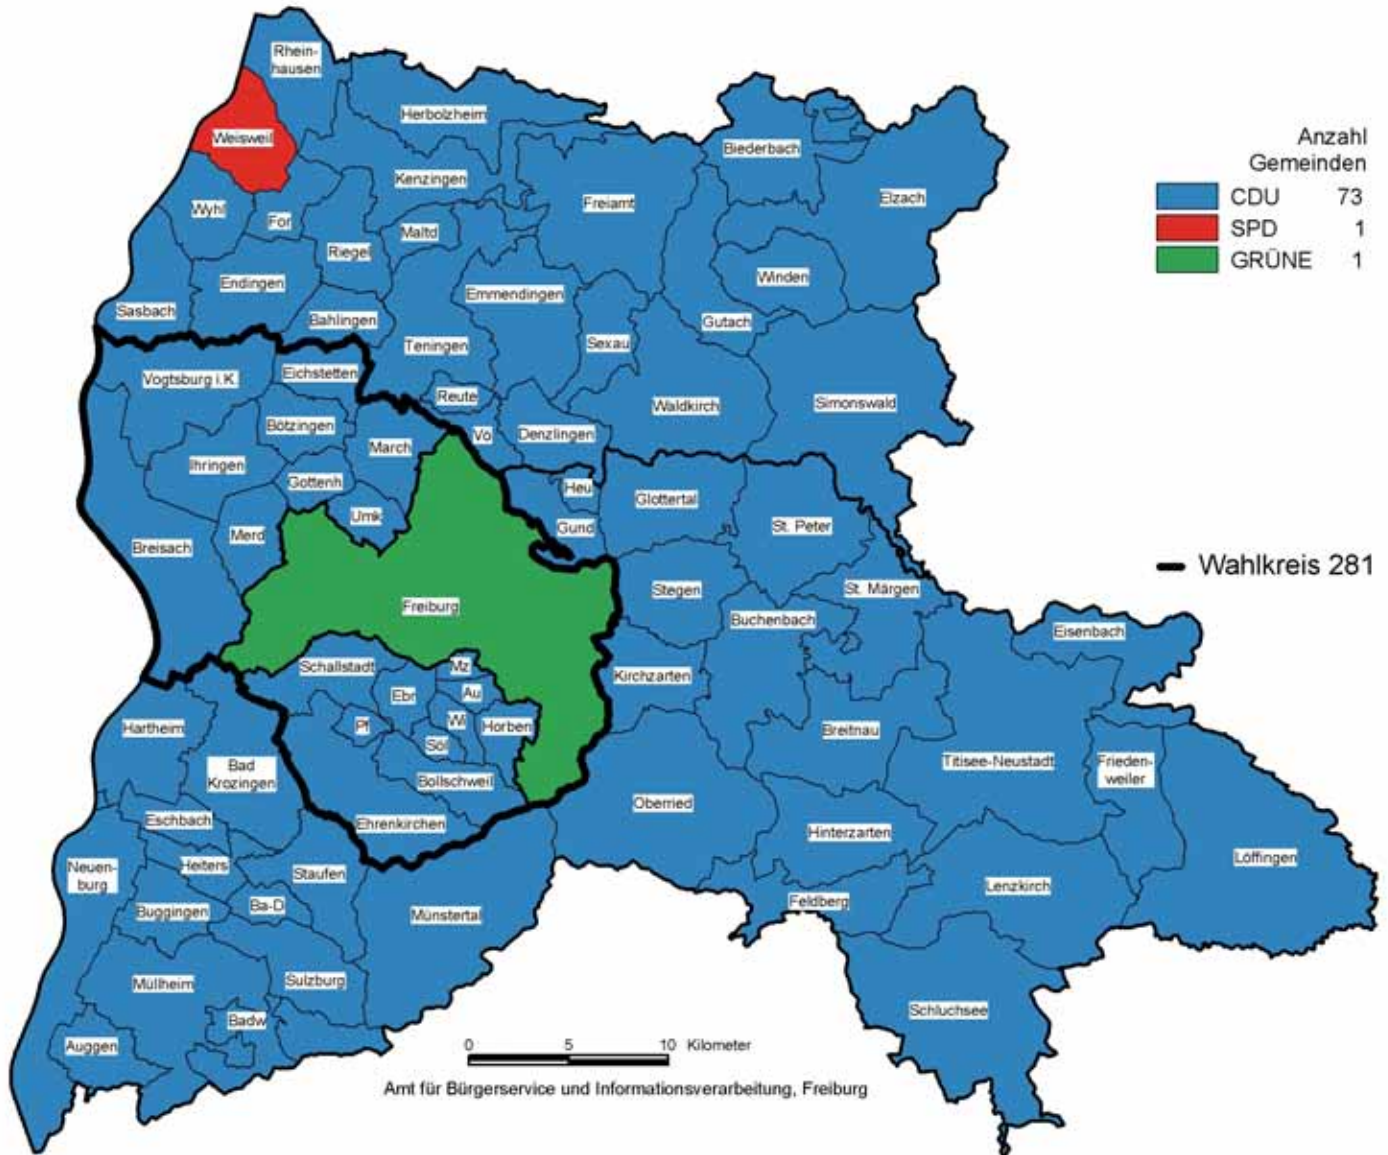 Rhein-
hausen
Weisweil
Herbolzheim
Biederbach
Kenzingen
Freiamt
Elzach
Wyhl
For
Maltd
Riegel
Endingen
Emmendingen
Winden
Sasbach
Bahlingen
Gutach
Teningen
Sexau
Vogtsburg i.K.
Eichstetten
Reute
Waldkirch
Simonswald
Bötzingen
March
Vo
Denzlingen
Ihringen
Gottenh
Heu
Glottertal
Umk
Gund
St. Peter
Merd
Breisach
Stegen
St. Märgen
Freiburg
Buchenbach
Eisenbach
Schallstadt
Mz
Kirchzarten
Ebr
Au
Hartheim
Pf
Wi
Horben
Söl
Breitnau
Bad
Krozingen
Bollschweil
Titisee-Neustadt
Frieden-
weiler
Oberried
Eschbach
Ehrenkirchen
Hinterzarten
Neuen-
burg
Heiters
Staufen
Löffingen
Lenzkirch
Buggingen
Ba-D
Münstertal
Feldberg
Müllheim
Sulzburg
Schluchsee
Badw
Auggen
Anzahl
Gemeinden
CDU 73
SPD 1
GRÜNE 1
Wahlkreis 281
0 5 10 Kilometer
Amt für Bürgerservice und Informationsverarbeitung, Freiburg